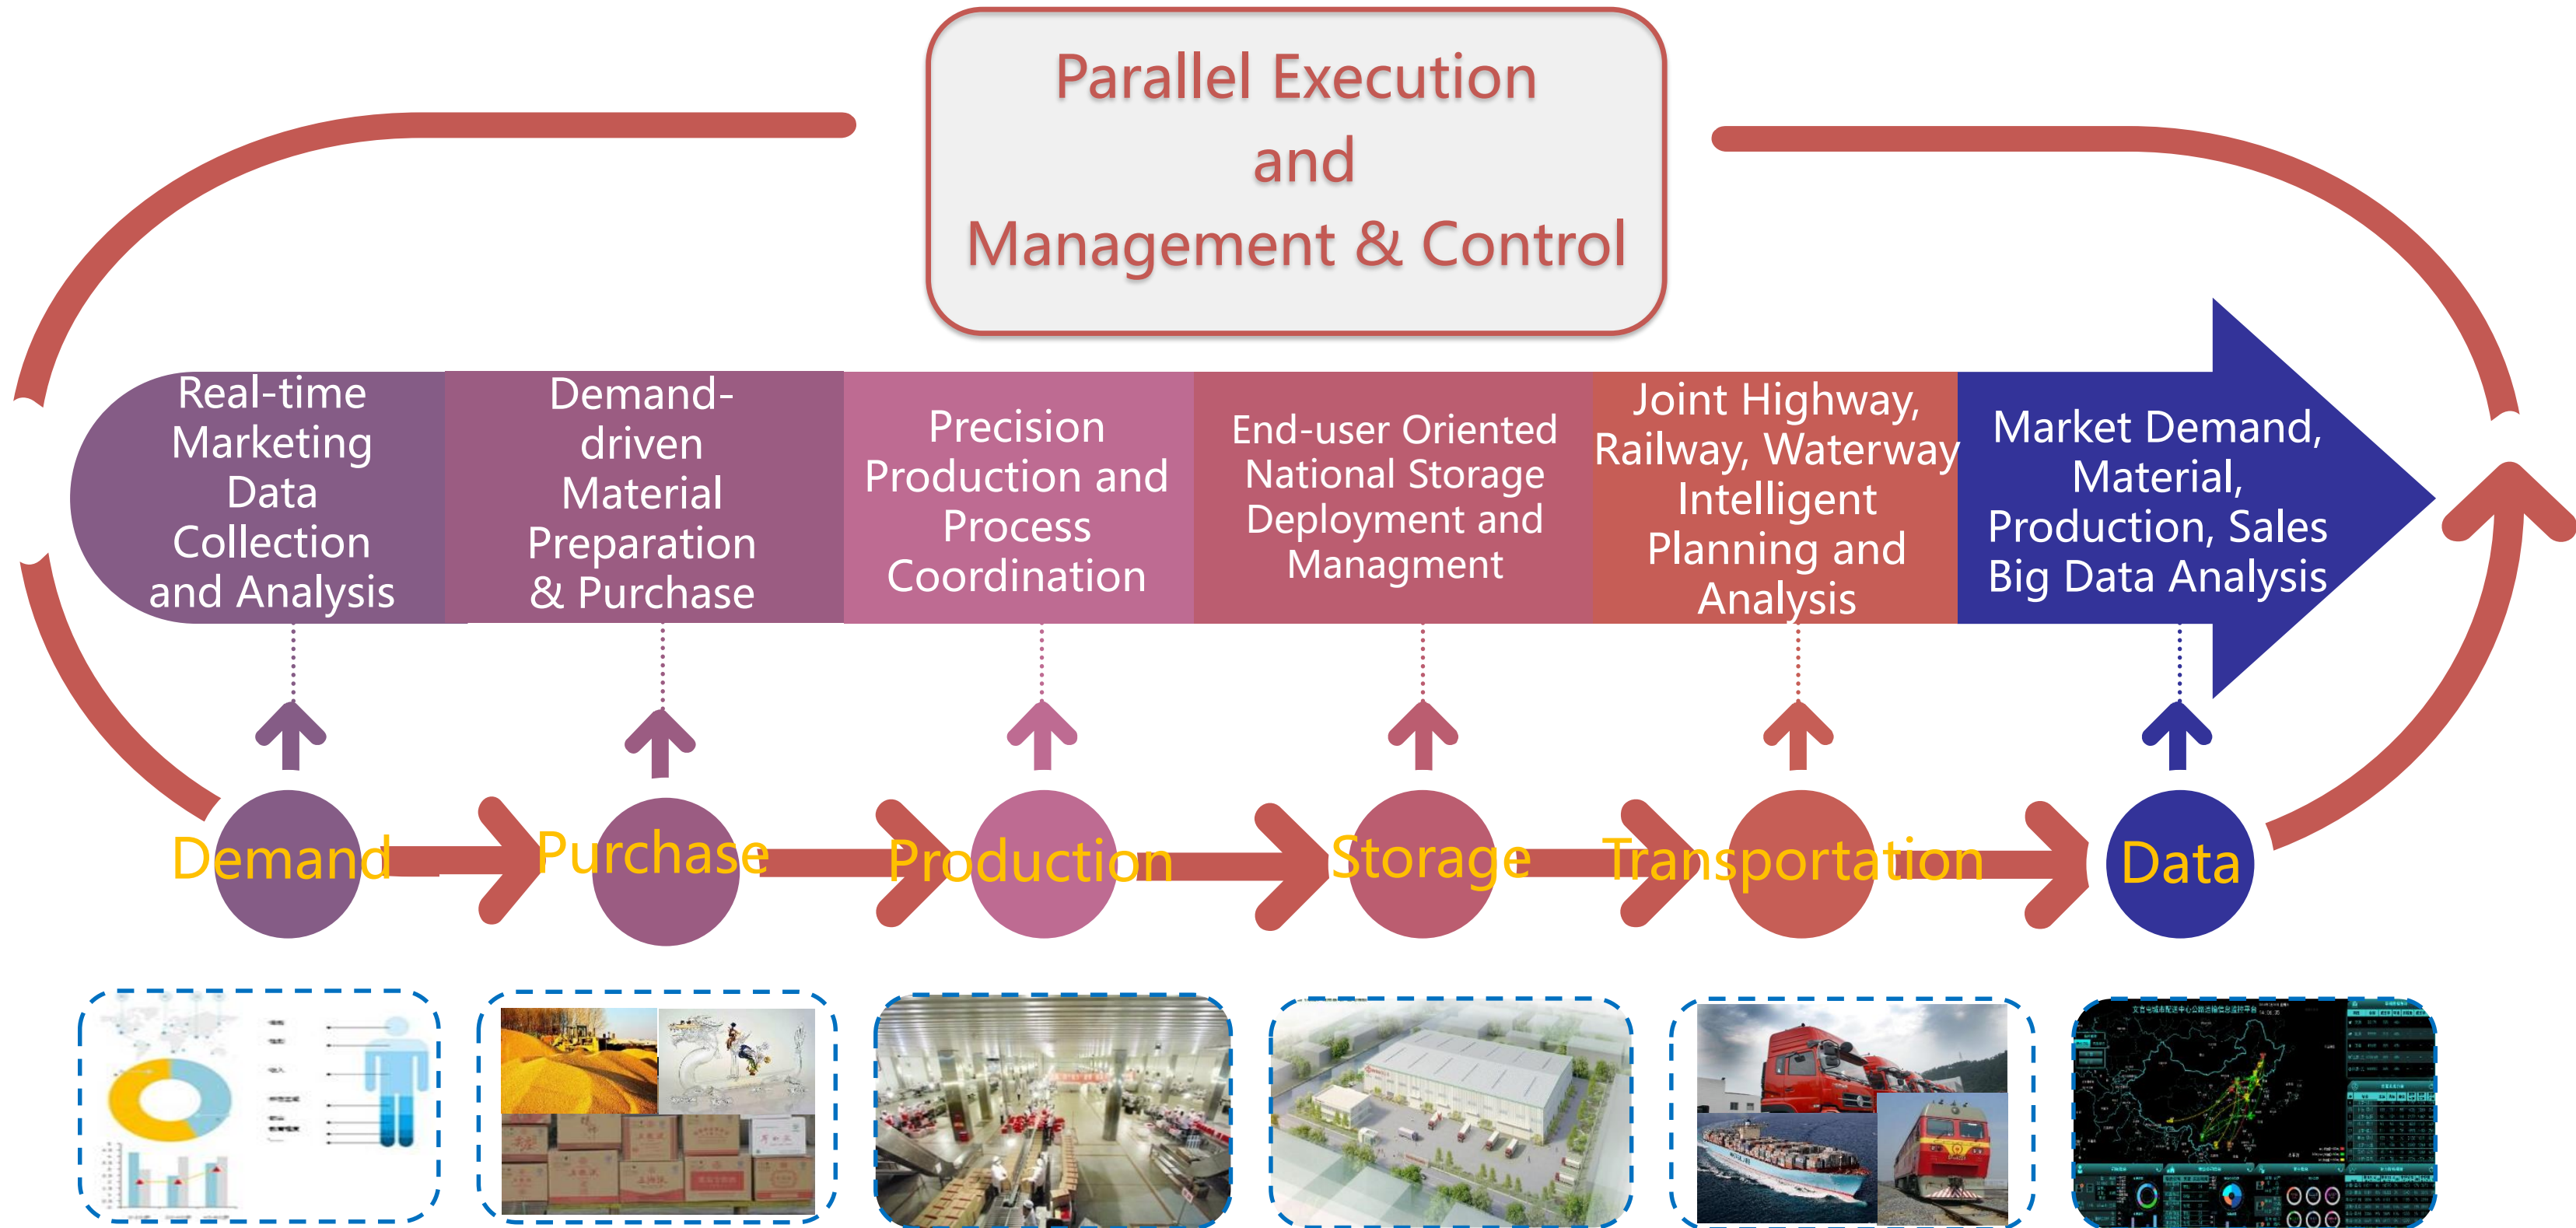 Parallel Execution
and
Management & Control
Real-time
Marketing
Data
Collection
and Analysis
Demand-
driven
Material
Preparation
& Purchase
Precision
Production and
Process
Coordination
End-user Oriented
National Storage
Deployment and
Managment
Joint Highway,
Railway, Waterway
Intelligent
Planning and
Analysis
Market Demand,
Material,
Production, Sales
Big Data Analysis
Demand
Purchase
Production
Storage
Transportation
Data